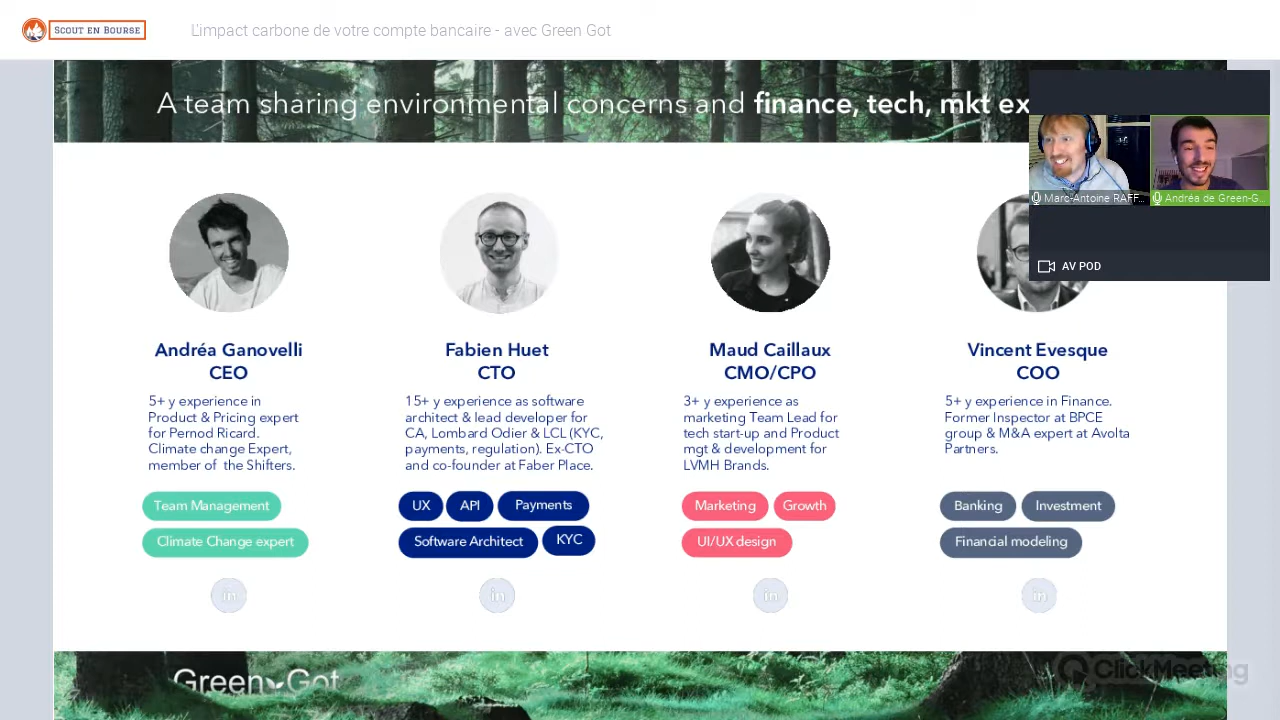 SCOUT EN BOURSE
L'impact carbone de votre compte bancaire - avec Green Got
A team sharing environmental concerns and finance, tech, mkt
Marc-Antoine RAFF...
Andréa de Green-G...
AV POD
Andréa Ganovelli
CEO
5+ y experience in
Product & Pricing expert
for Pernod Ricard.
Climate change Expert,
member of the Shifters.
Team Management
Climate Change expert
in
Fabien Huet
CTO
15+ y experience as software
architect & lead developer for
CA, Lombard Odier & LCL (KYC,
payments, regulation). Ex-CTO
and co-founder at Faber Place.
UX
API
Payments
Software Architect
KYC
in
Maud Caillaux
CMO/CPO
3+ y experience as
marketing Team Lead for
tech start-up and Product
mgt & development for
LVMH Brands.
Marketing
Growth
UI/UX design
in
Vincent Evesque
COO
5+ y experience in Finance.
Former Inspector at BPCE
group & M&A expert at Avolta
Partners.
Banking
Investment
Financial modeling
in
Green Got
ClickMeeting